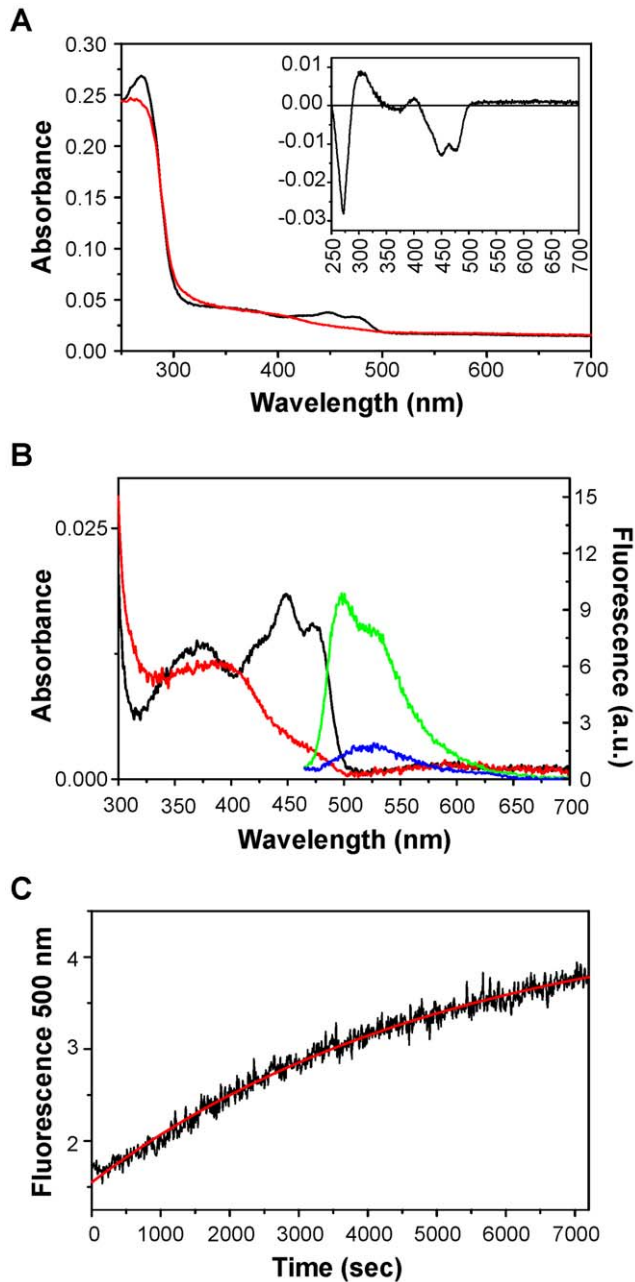 A
0.30
0.25
0.20
0.15
0.10
0.05
0.00
Absorbance
300 400 500 600 700
Wavelength (nm)
0.01
0.00
-0.01
-0.02
-0.03
250 300 350 400 450 500 550 600 650 700
B
0.025
0.000
Absorbance
300 350 400 450 500 550 600 650 700
Wavelength (nm)
15
12
9
6
3
0
Fluorescence (a.u.)
C
4
3
2
Fluorescence 500 nm
0 1000 2000 3000 4000 5000 6000 7000
Time (sec)